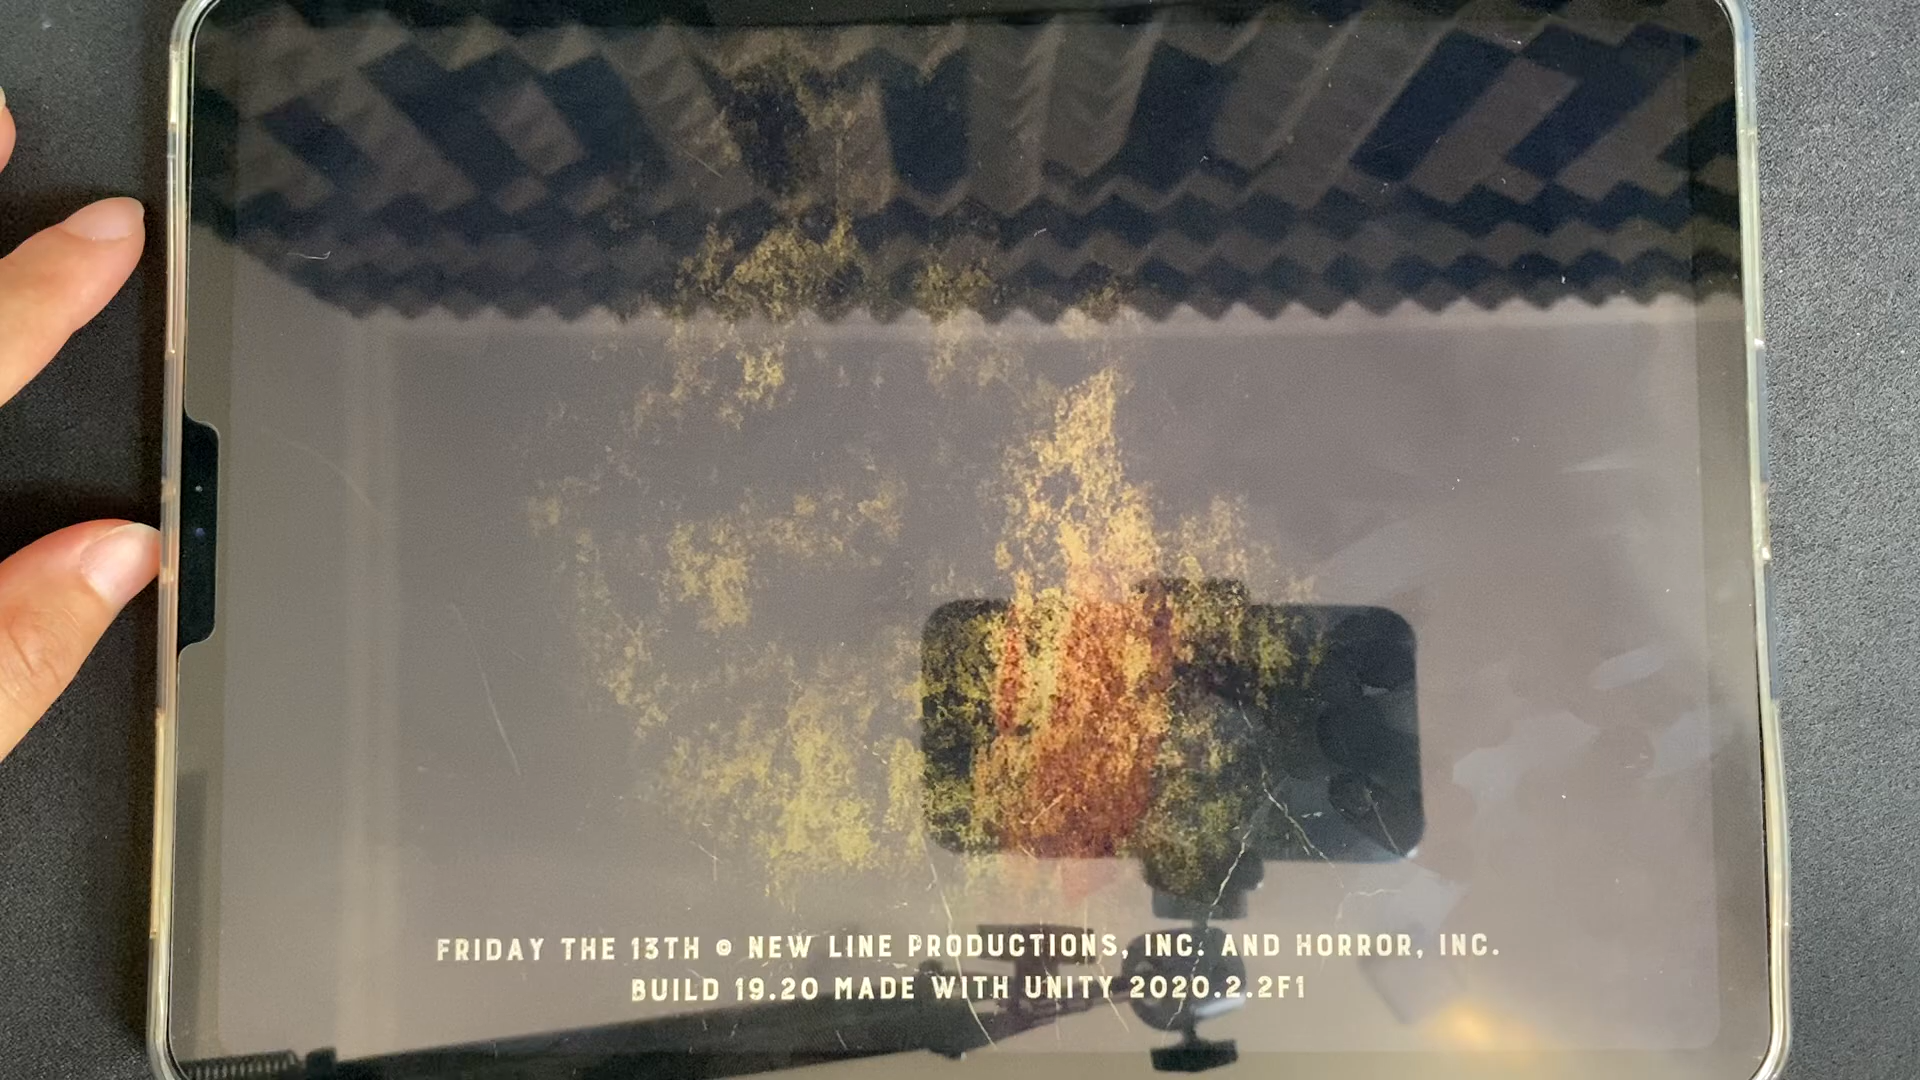 FRIDAY THE 13TH © NEW LINE PRODUCTIONS, INC. AND HORROR, INC.
BUILD 19.20 MADE WITH UNITY 2020.2.2F1